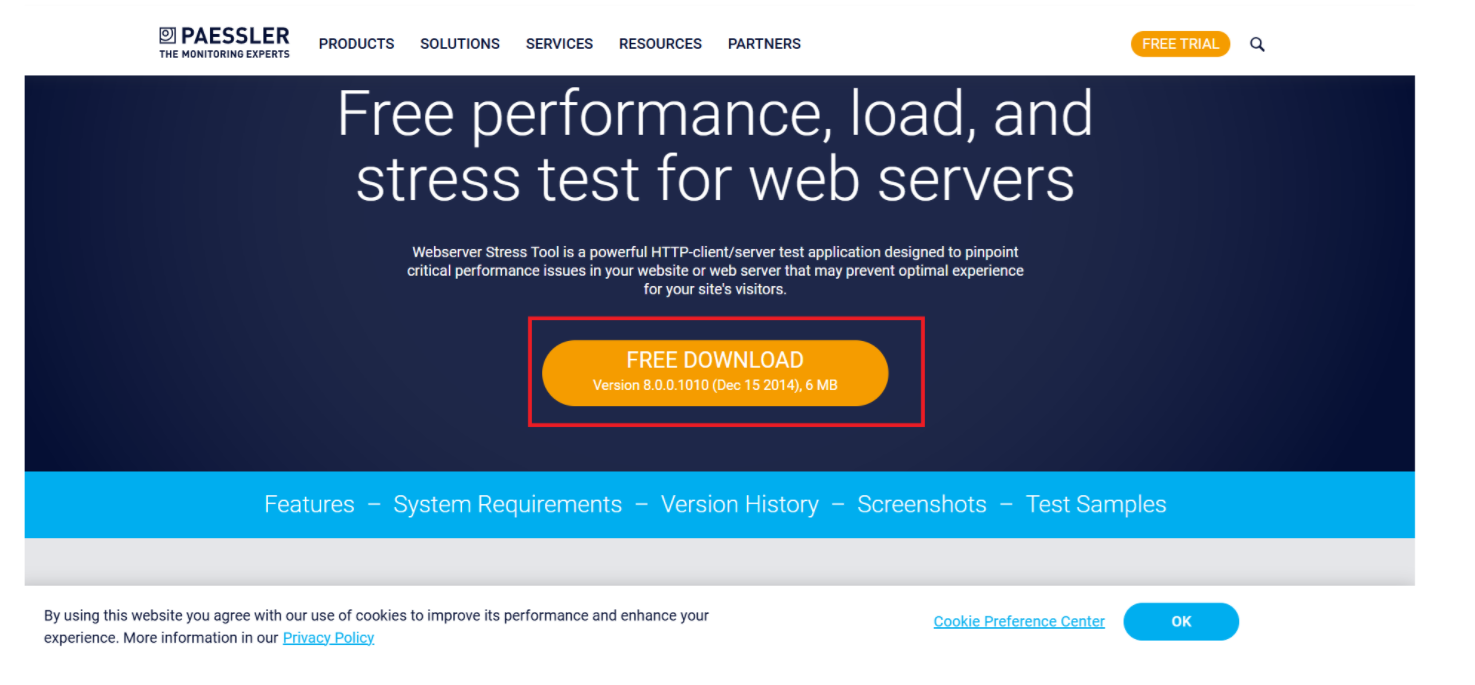 PAESSLER
THE MONITORING EXPERTS
PRODUCTS SOLUTIONS SERVICES RESOURCES PARTNERS
FREE TRIAL
Free performance, load, and
stress test for web servers
Webserver Stress Tool is a powerful HTTP-client/server test application designed to pinpoint
critical performance issues in your website or web server that may prevent optimal experience
for your site's visitors.
FREE DOWNLOAD
Version 8.0.0.1010 (Dec 15 2014), 6 MB
Features – System Requirements – Version History – Screenshots – Test Samples
By using this website you agree with our use of cookies to improve its performance and enhance your
experience. More information in our Privacy Policy
Cookie Preference Center
OK